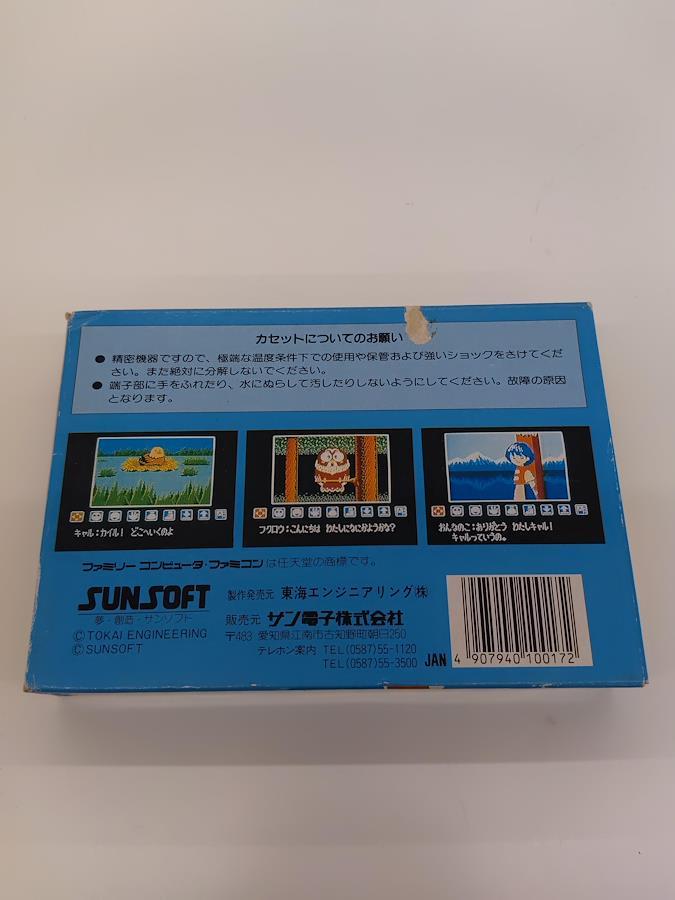 カセットについてのお願い
● 精密機器ですので、極端な温度条件下での使用や保管および強いショックをさけてくだ
さい。また絶対に分解しないでください。
● 端子部に手をふれたり、水にぬらして汚したりしないようにしてください。故障の原因
となります。
キャル:カイル! どこへいくのよ
フクロウ:こんにちは わたしになにかようかな?
おんなのこ:ありがとう わたしキャル!
キャルっていうの。
ファミリー コンピュータ・ファミコンは任天堂の商標です。
SUNSOFT
夢・創造・サンソフト
©TOKAI ENGINEERING
©SUNSOFT
製作発売元 東海エンジニアリング(株)
販売元 サン電子株式会社
〒483 愛知県江南市古知野町朝日250
テレホン案内 TEL(0587)55-1120
TEL(0587)55-3500
JAN 4 907940 100172